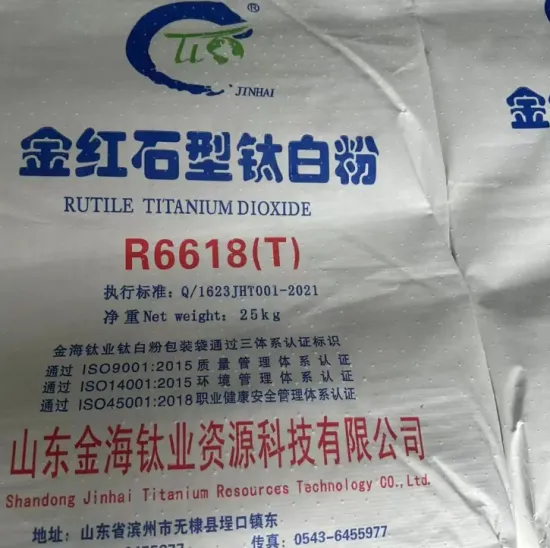 ®
JINHAI
金红石型钛白粉
RUTILE TITANIUM DIOXIDE
R6618(T)
执行标准: Q/1623JHT001-2021
净重Net weight: 25kg
金海钛业钛白粉包装袋通过三体系认证标识
通过 ISO9001:2015质量管理体系认证
通过 ISO14001:2015环境管理体系认证
通过 ISO45001:2018职业健康安全管理体系认证
山东金海钛业资源科技有限公司
Shandong Jinhai Titanium Resources Technology CO.,Ltd.
地址: 山东省滨州市无棣县埕口镇东
传真: 0543-6455977